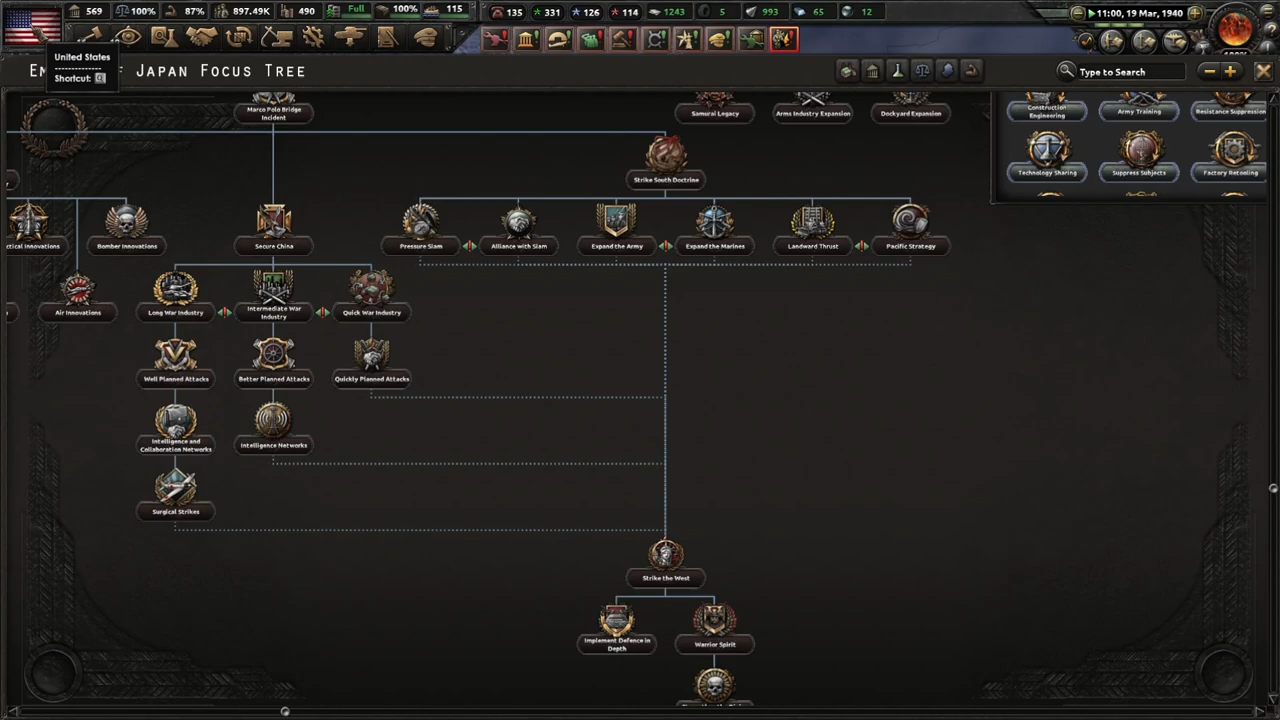 569
100%
87%
897.49K
490
Full
100%
115
135
331
126
114
1243
993
5
65
12
11:00, 19 Mar, 1940
United States
Shortcut: q
Japan Focus Tree
Type to Search
Marco Polo Bridge
Incident
Samurai Legacy
Arms Industry Expansion
Dockyard Expansion
Construction
Engineering
Army Training
Resistance Suppression
Technology Sharing
Suppress Subjects
Factory Retooling
Strike South Doctrine
Bomber Innovations
Secure China
Pressure Siam
Alliance with Siam
Expand the Army
Expand the Marines
Landward Thrust
Pacific Strategy
Air Innovations
Long War Industry
Intermediate War
Industry
Quick War Industry
Well Planned Attacks
Better Planned Attacks
Quickly Planned Attacks
Intelligence and
Collaboration Networks
Intelligence Networks
Surgical Strikes
Strike the West
Implement Defence in
Depth
Warrior Spirit